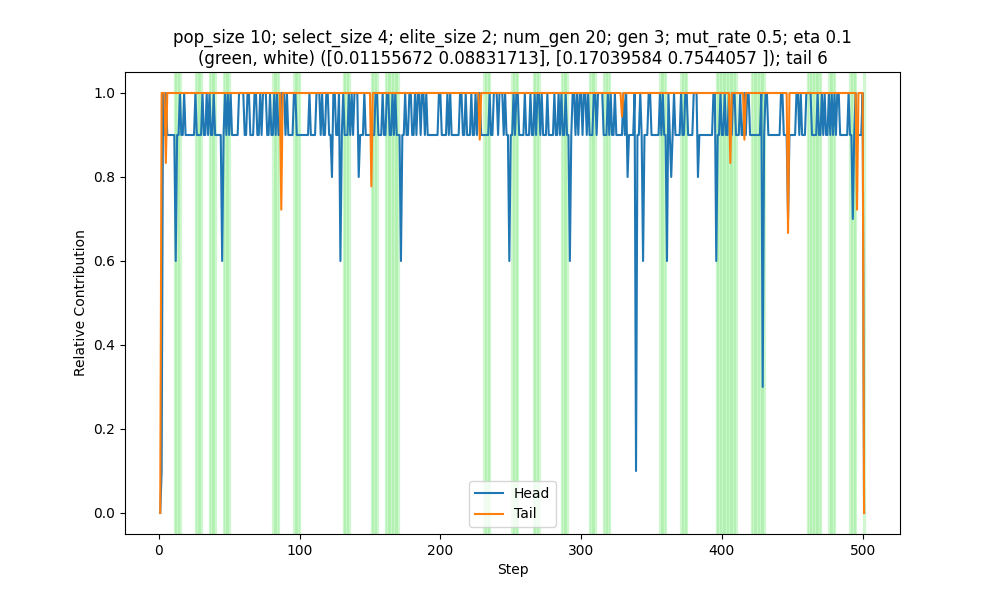 pop_size 10; select_size 4; elite_size 2; num_gen 20; gen 3; mut_rate 0.5; eta 0.1
(green, white) ([0.01155672 0.08831713], [0.17039584 0.7544057 ]); tail 6
1.0
0.8
0.6
0.4
0.2
0.0
Relative Contribution
Head
Tail
0
100
200
300
400
500
Step